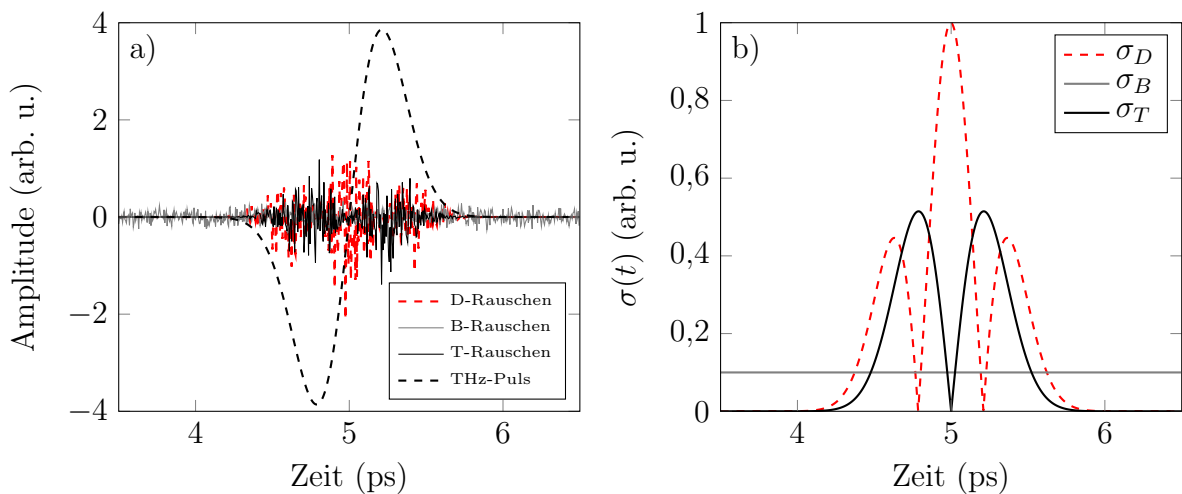 a)
Amplitude (arb. u.)
4
2
0
−2
−4
4
5
6
Zeit (ps)
D-Rauschen
B-Rauschen
T-Rauschen
THz-Puls
b)
σ(t) (arb. u.)
1
0,8
0,6
0,4
0,2
0
4
5
6
Zeit (ps)
σ_D
σ_B
σ_T